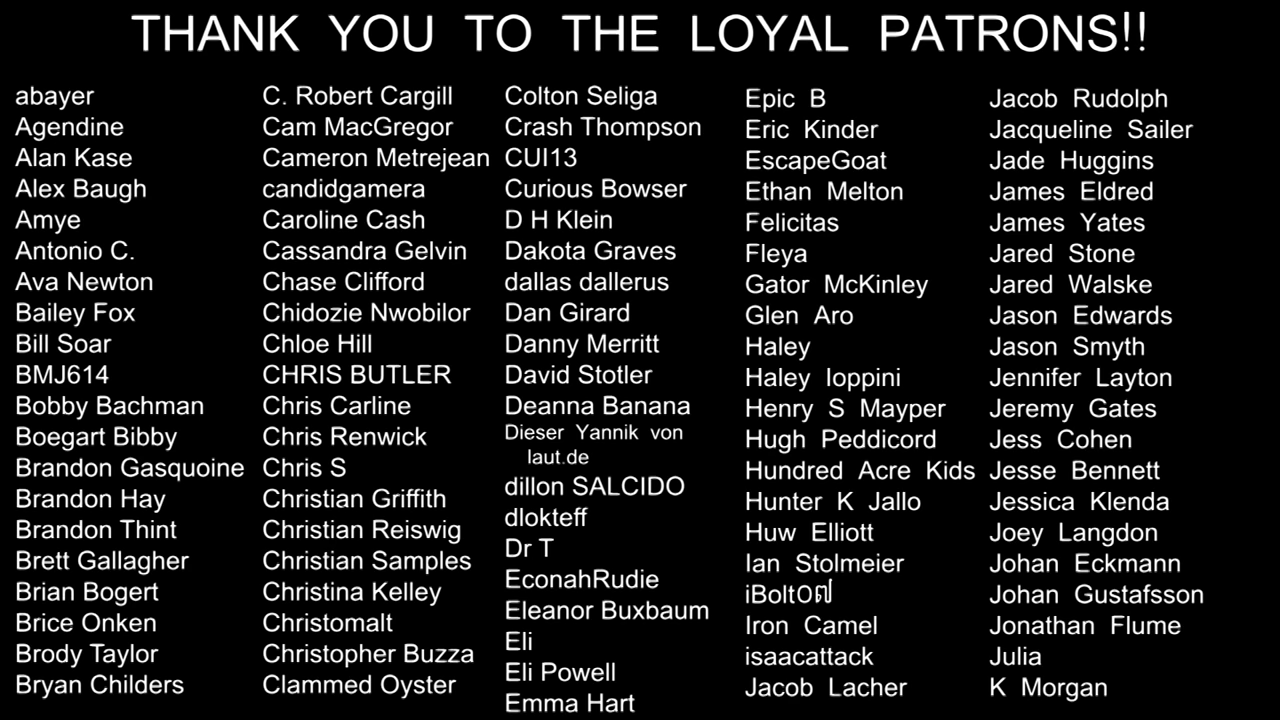 THANK YOU TO THE LOYAL PATRONS!!
abayer
Agendine
Alan Kase
Alex Baugh
Amye
Antonio C.
Ava Newton
Bailey Fox
Bill Soar
BMJ614
Bobby Bachman
Boegart Bibby
Brandon Gasquoine
Brandon Hay
Brandon Thint
Brett Gallagher
Brian Bogert
Brice Onken
Brody Taylor
Bryan Childers
C. Robert Cargill
Cam MacGregor
Cameron Metrejean
candidgamera
Caroline Cash
Cassandra Gelvin
Chase Clifford
Chidozie Nwobilor
Chloe Hill
CHRIS BUTLER
Chris Carline
Chris Renwick
Chris S
Christian Griffith
Christian Reiswig
Christian Samples
Christina Kelley
Christomalt
Christopher Buzza
Clammed Oyster
Colton Seliga
Crash Thompson
CUI13
Curious Bowser
D H Klein
Dakota Graves
dallas dallerus
Dan Girard
Danny Merritt
David Stotler
Deanna Banana
Dieser Yannik von
laut.de
dillon SALCIDO
dlokteff
Dr T
EconahRudie
Eleanor Buxbaum
Eli
Eli Powell
Emma Hart
Epic B
Eric Kinder
EscapeGoat
Ethan Melton
Felicitas
Fleya
Gator McKinley
Glen Aro
Haley
Haley Ioppini
Henry S Mayper
Hugh Peddicord
Hundred Acre Kids
Hunter K Jallo
Huw Elliott
Ian Stolmeier
Iron Camel
isaacattack
Jacob Lacher
Jacob Rudolph
Jacqueline Sailer
Jade Huggins
James Eldred
James Yates
Jared Stone
Jared Walske
Jason Edwards
Jason Smyth
Jennifer Layton
Jeremy Gates
Jess Cohen
Jesse Bennett
Jessica Klenda
Joey Langdon
Johan Eckmann
Johan Gustafsson
Jonathan Flume
Julia
K Morgan